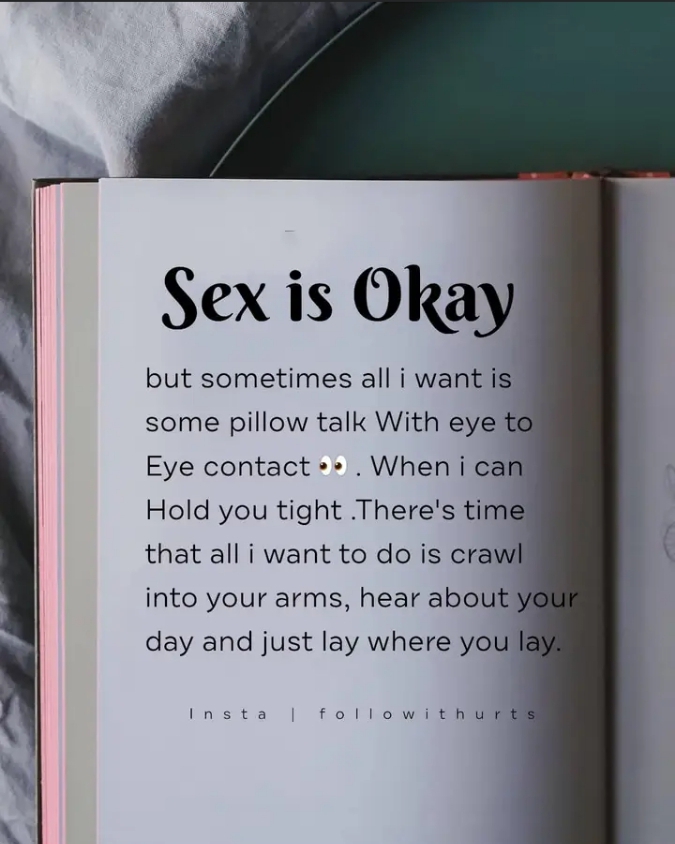 Sex is Okay
but sometimes all i want is
some pillow talk With eye to
Eye contact 👀 . When i can
Hold you tight .There's time
that all i want to do is crawl
into your arms, hear about your
day and just lay where you lay.
Insta | followithurts